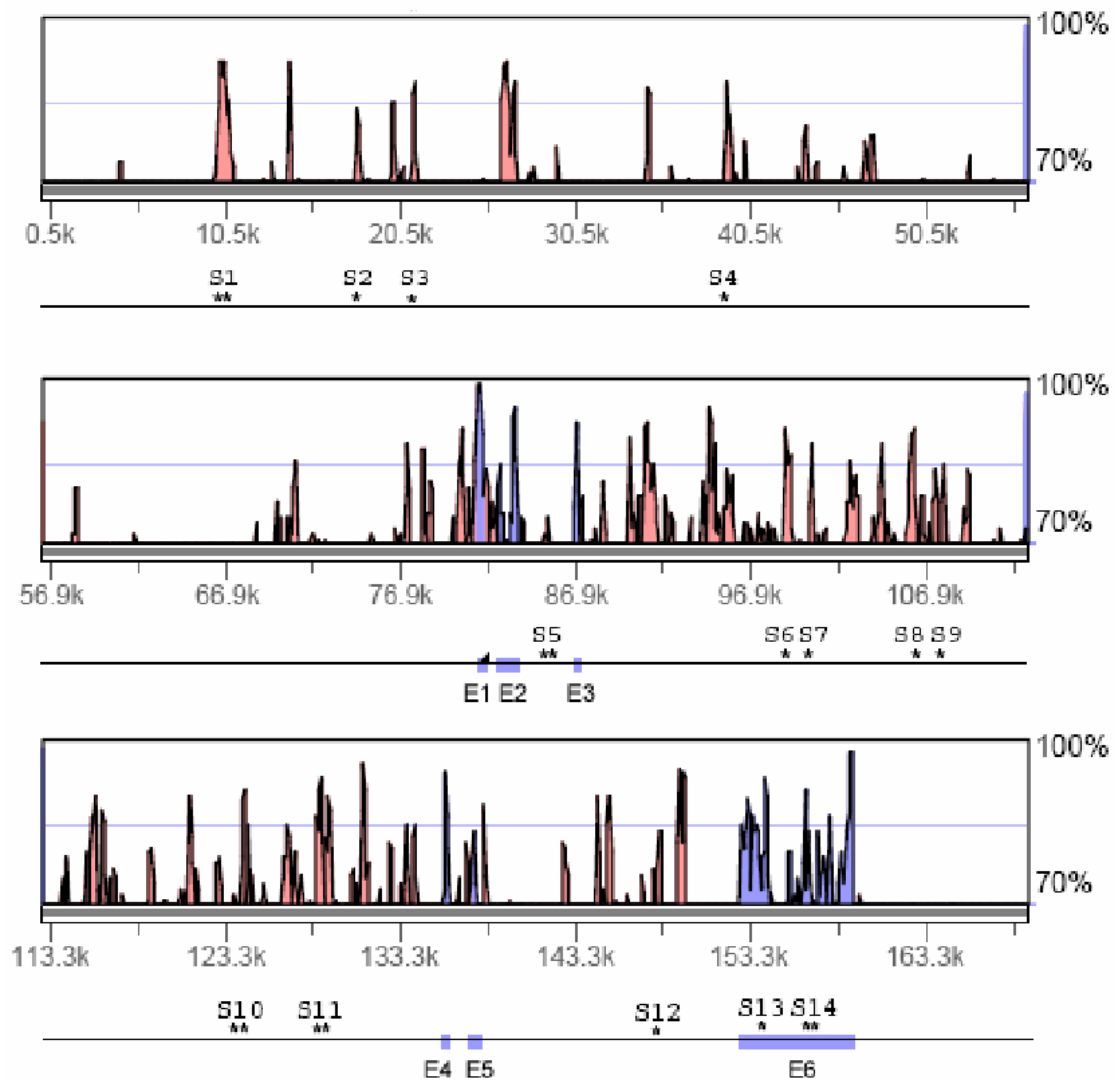 100%
70%
0.5k 10.5k 20.5k 30.5k 40.5k 50.5k
S1 S2 S3 S4
** * * *
100%
70%
56.9k 66.9k 76.9k 86.9k 96.9k 106.9k
S5 S6 S7 S8 S9
** * * * *
E1 E2 E3
100%
70%
113.3k 123.3k 133.3k 143.3k 153.3k 163.3k
S10 S11 S12 S13 S14
** ** * * **
E4 E5 E6